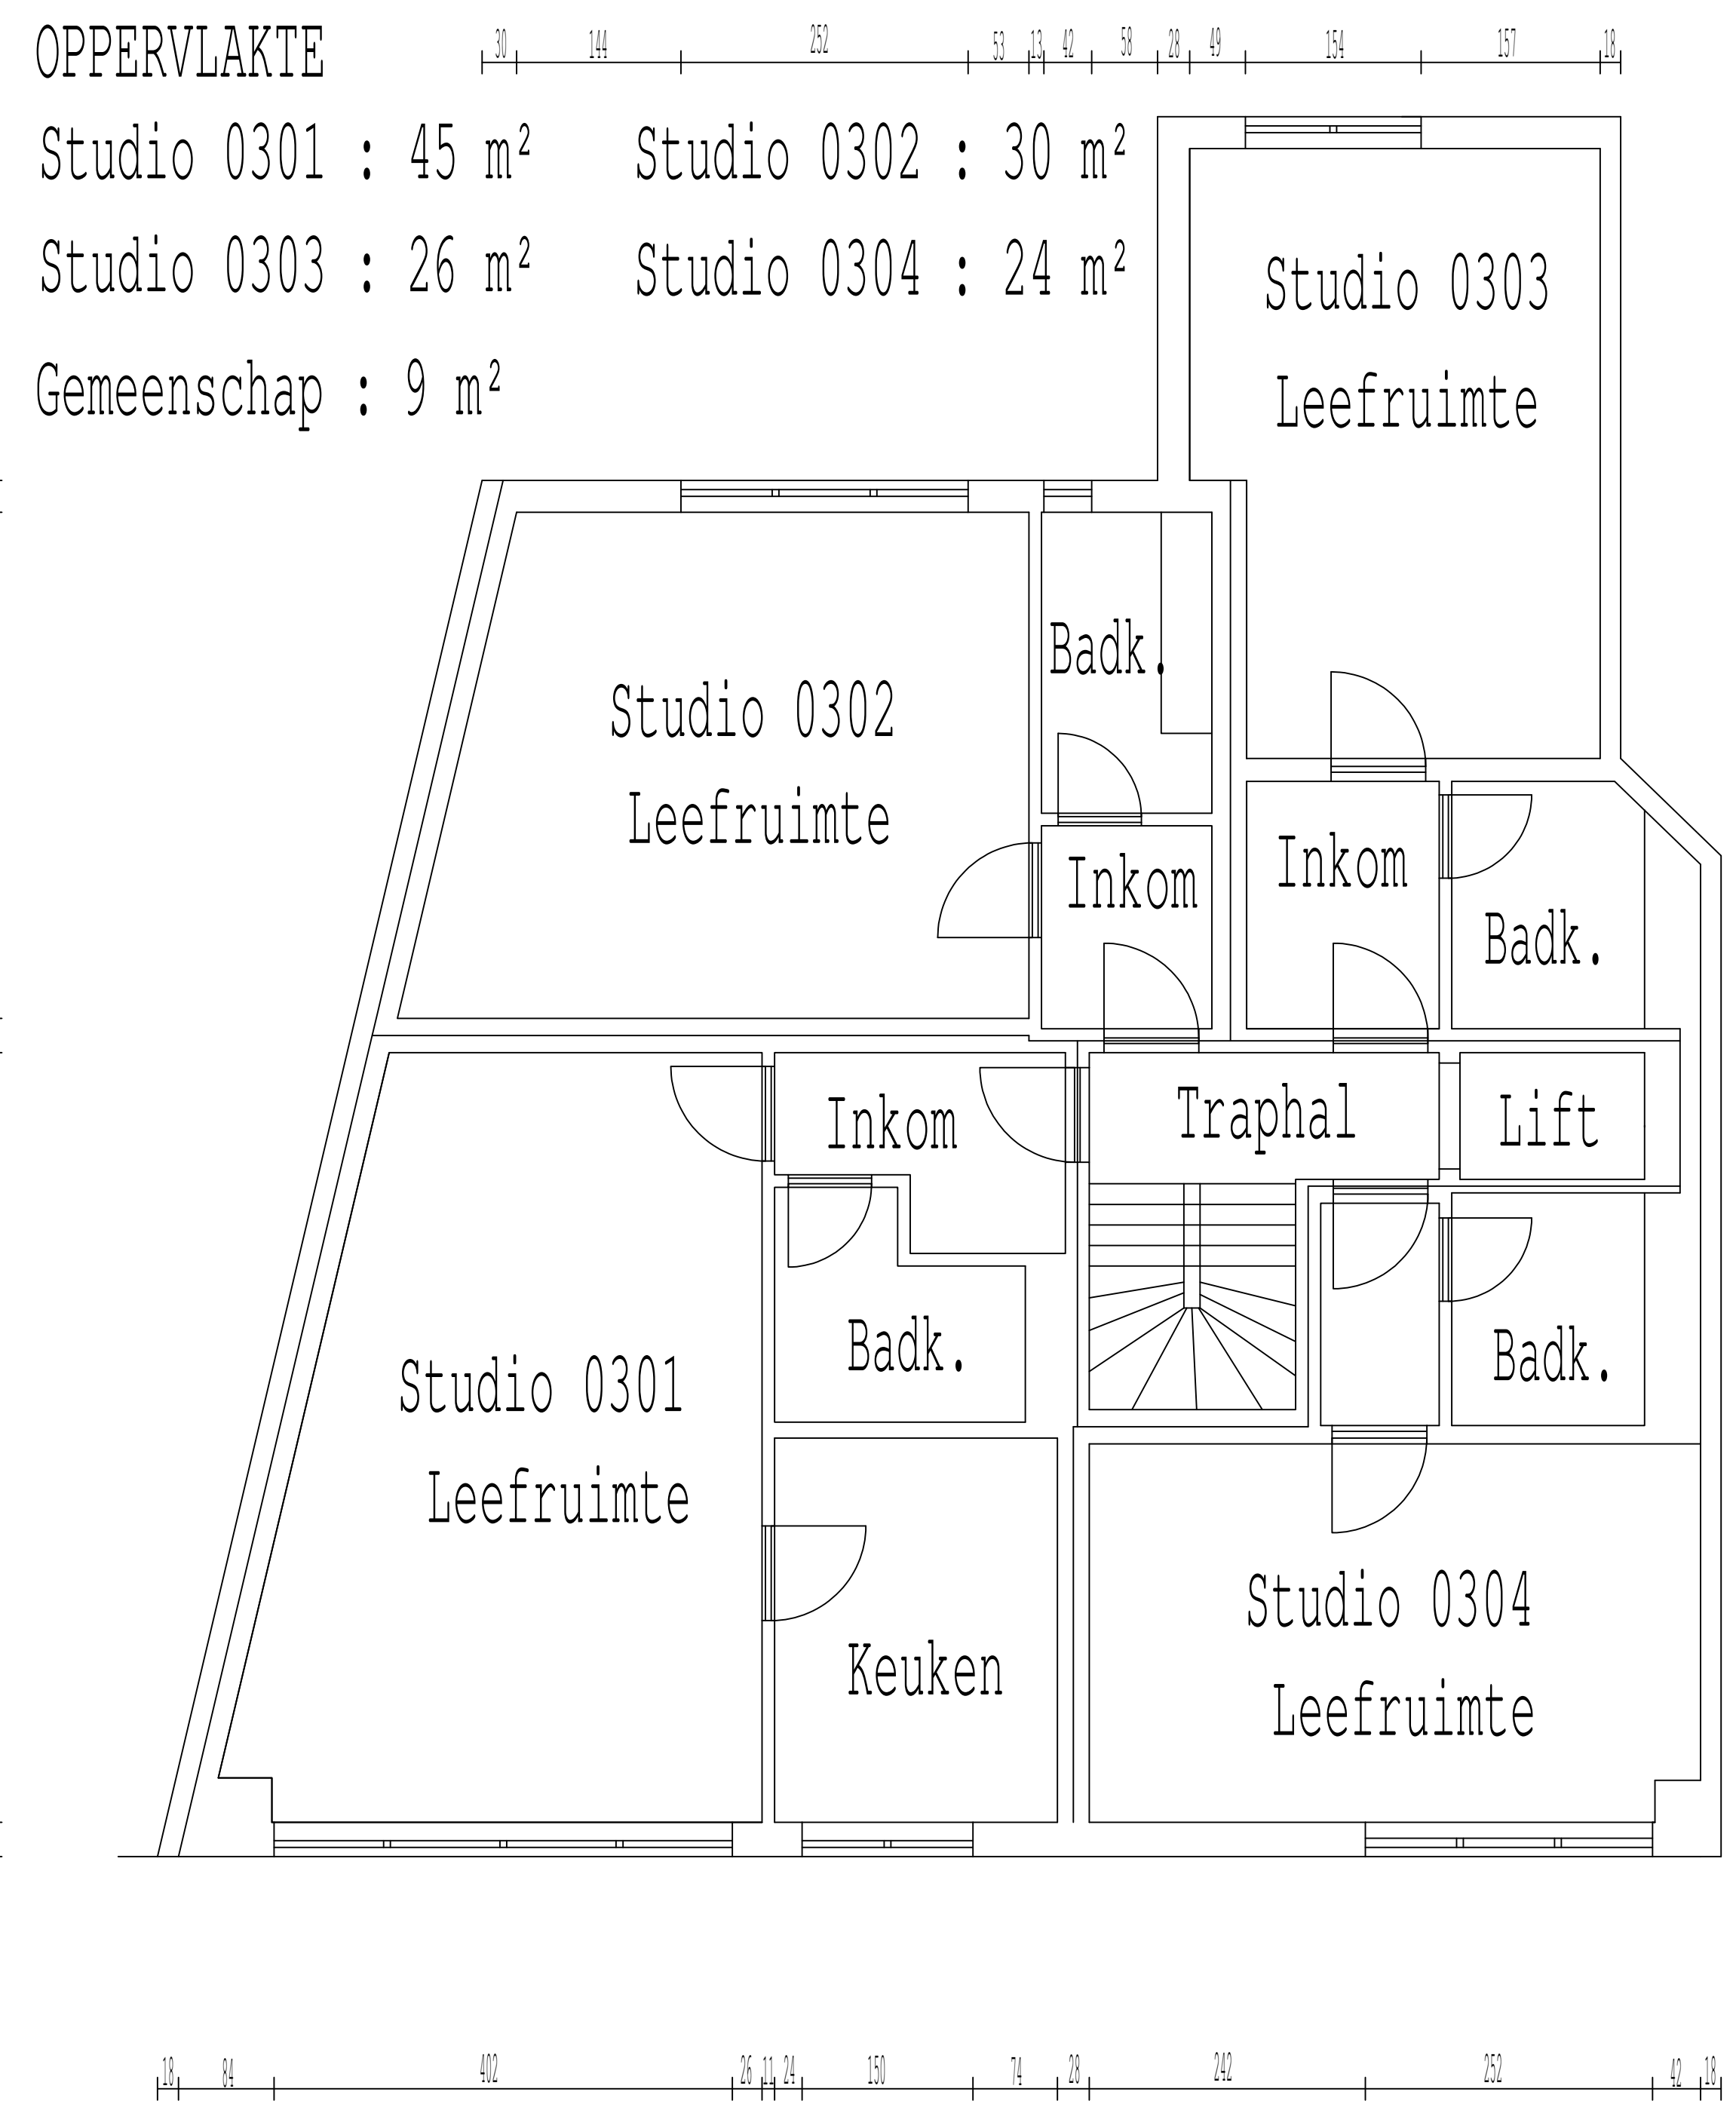 OPPERVLAKTE
30 144 252 53 13 42 58 28 49 154 157 18
Studio 0301 : 45 m² Studio 0302 : 30 m²
Studio 0303 : 26 m² Studio 0304 : 24 m²
Gemeenschap : 9 m²
Studio 0303
Leefruimte
Badk.
Studio 0302
Leefruimte
Inkom
Inkom
Badk.
Inkom
Traphal
Lift
Badk.
Badk.
Studio 0301
Leefruimte
Studio 0304
Leefruimte
Keuken
18 84 402 26 11 24 150 74 28 242 252 42 18